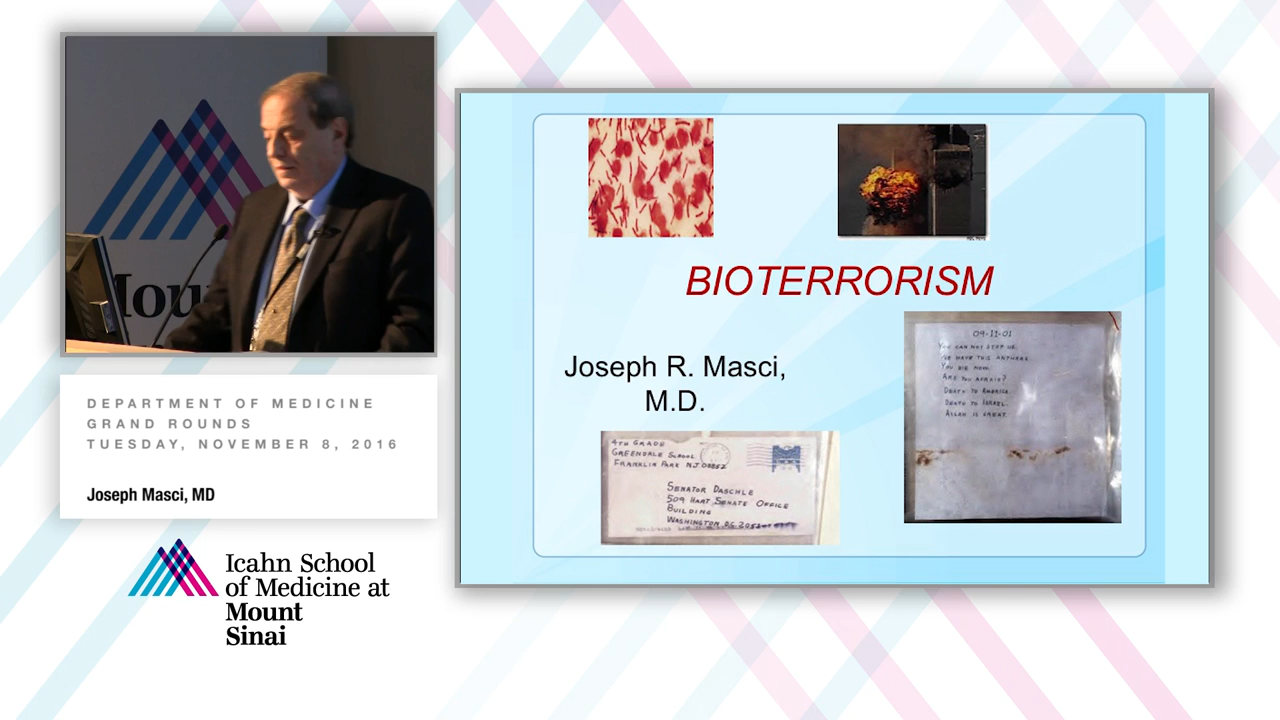 Mou
DEPARTMENT OF MEDICINE
GRAND ROUNDS
TUESDAY, NOVEMBER 8, 2016
Joseph Masci, MD
Icahn School
of Medicine at
Mount
Sinai
BIOTERRORISM
Joseph R. Masci,
M.D.
4TH GRADE
GREENDALE SCHOOL
FRANKLIN PARK NJ 08852
SENATOR DASCHLE
509 HART SENATE OFFICE
BUILDING
WASHINGTON D.C. 205
09-11-01
YOU CAN NOT STOP US.
WE HAVE THIS ANTHRAX.
YOU DIE NOW.
ARE YOU AFRAID?
DEATH TO AMERICA.
DEATH TO ISRAEL.
ALLAH IS GREAT.